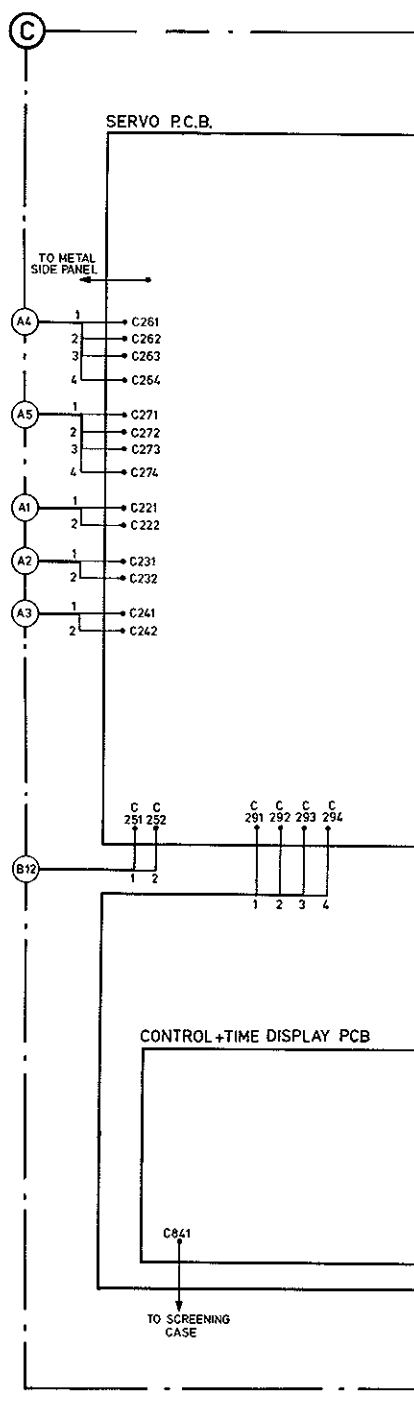 C
SERVO P.C.B.
TO METAL
SIDE PANEL
A4 1 C261
2 C262
3 C263
4 C264
A5 1 C271
2 C272
3 C273
4 C274
A1 1 C221
2 C222
A2 1 C231
2 C232
A3 1 C241
2 C242
C C C C C C
251 252 291 292 293 294
B12
1 2
1 2 3 4
CONTROL+TIME DISPLAY PCB
C841
TO SCREENING
CASE